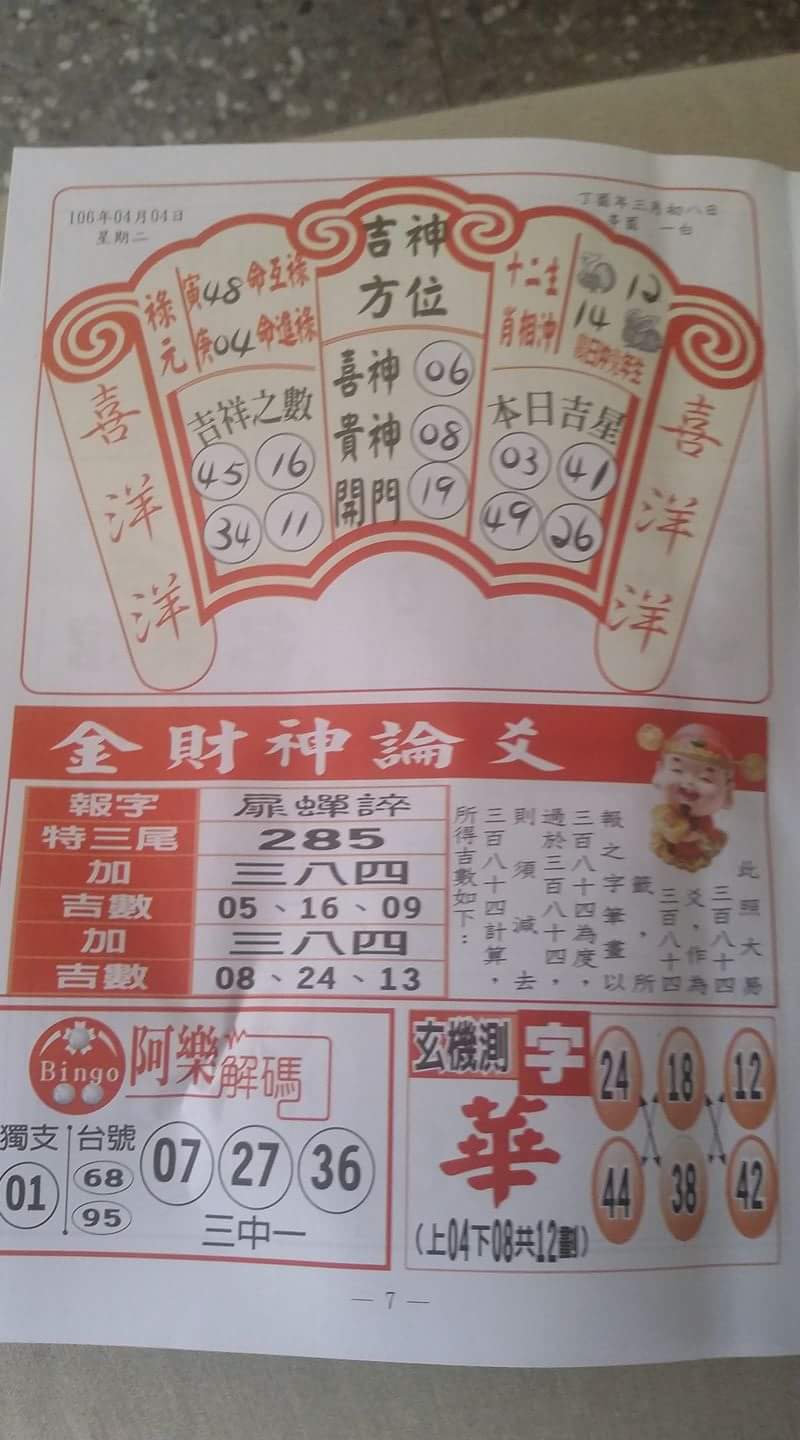 106年04月04日
星期二
丁酉年三月初八日
一白
吉神
方位
祿元
寅48命互祿
庚04命進祿
十二生
肖相沖
12
14
喜神 06
貴神 08
開門 19
吉祥之數
45 16
34 11
本日吉星
03 41
49 26
喜洋洋
喜洋洋
金財神論爻
報字 扉蟬誶
特三尾 285
加 三八四
吉數 05、16、09
加 三八四
吉數 08、24、13
此照大易
三百八十四
爻，作為
三百八十四
籤，所
報之字筆畫以
三百八十四為度，
過於三百八十四，
則須減去
三百八十四計算，
所得吉數如下：
Bingo
阿樂解碼
獨支
01
台號
68
95
07 27 36
三中一
玄機測字
華
(上04下08共12劃)
24 18 12
44 38 42
— 7 —